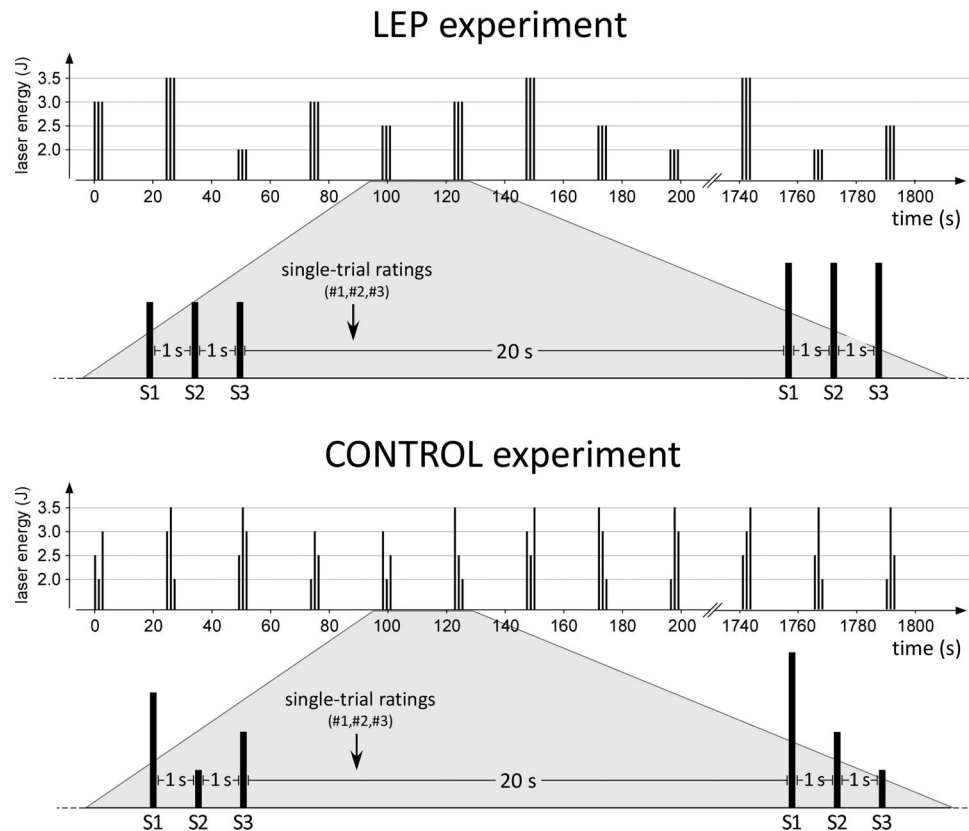 LEP experiment
laser energy (J)
3.5
3.0
2.5
2.0
0 20 40 60 80 100 120 140 160 180 200 1740 1760 1780 1800
time (s)
single-trial ratings
(#1,#2,#3)
1 s 1 s 20 s 1 s 1 s
S1 S2 S3 S1 S2 S3
CONTROL experiment
laser energy (J)
3.5
3.0
2.5
2.0
0 20 40 60 80 100 120 140 160 180 200 1740 1760 1780 1800
time (s)
single-trial ratings
(#1,#2,#3)
1 s 1 s 20 s 1 s 1 s
S1 S2 S3 S1 S2 S3